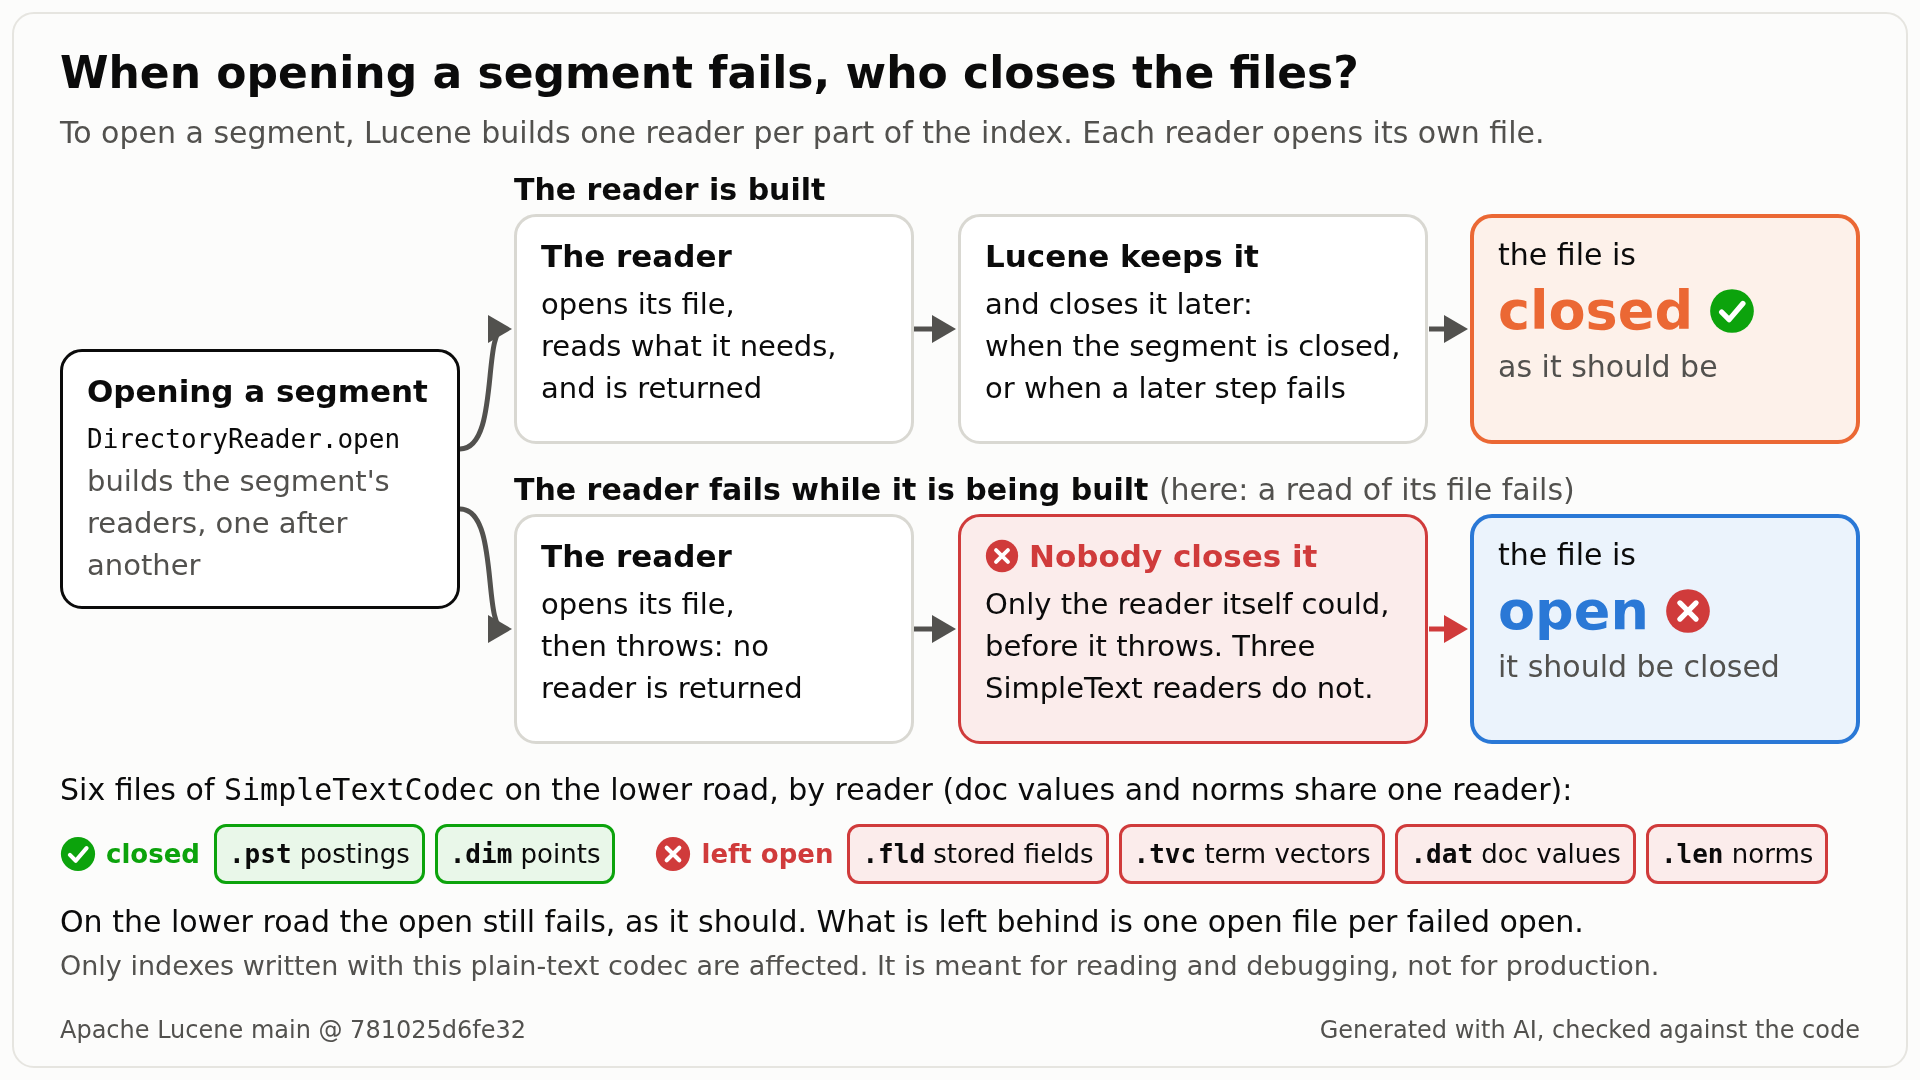 When opening a segment fails, who closes the files?
To open a segment, Lucene builds one reader per part of the index. Each reader opens its own file.
Opening a segment
DirectoryReader.open
builds the segment's
readers, one after
another
The reader is built
The reader
opens its file,
reads what it needs,
and is returned
Lucene keeps it
and closes it later:
when the segment is closed,
or when a later step fails
the file is
closed
as it should be
The reader fails while it is being built (here: a read of its file fails)
The reader
opens its file,
then throws: no
reader is returned
Nobody closes it
Only the reader itself could,
before it throws. Three
SimpleText readers do not.
the file is
open
it should be closed
Six files of SimpleTextCodec on the lower road, by reader (doc values and norms share one reader):
closed .pst postings .dim points left open .fld stored fields .tvc term vectors .dat doc values .len norms
On the lower road the open still fails, as it should. What is left behind is one open file per failed open.
Only indexes written with this plain-text codec are affected. It is meant for reading and debugging, not for production.
Apache Lucene main @ 781025d6fe32
Generated with AI, checked against the code